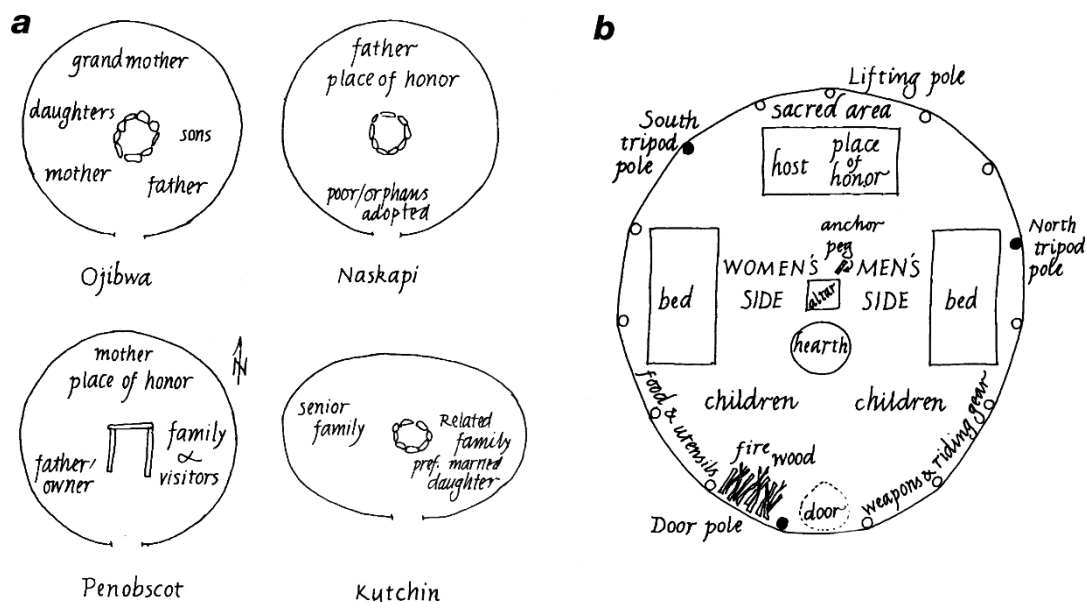 a
grandmother
daughters
sons
mother
father
Ojibwa
father
place of honor
poor/orphans
adopted
Naskapi
mother
place of honor
N
father/
owner
family
&
visitors
Penobscot
senior
family
Related
family
pref. married
daughter
Kutchin
b
Lifting pole
sacred area
South
tripod
pole
host
place
of
honor
anchor
peg
North
tripod
pole
WOMEN'S
SIDE
MEN'S
SIDE
bed
altar
bed
hearth
children
children
food & utensils
weapons & riding gear
fire
wood
door
Door pole